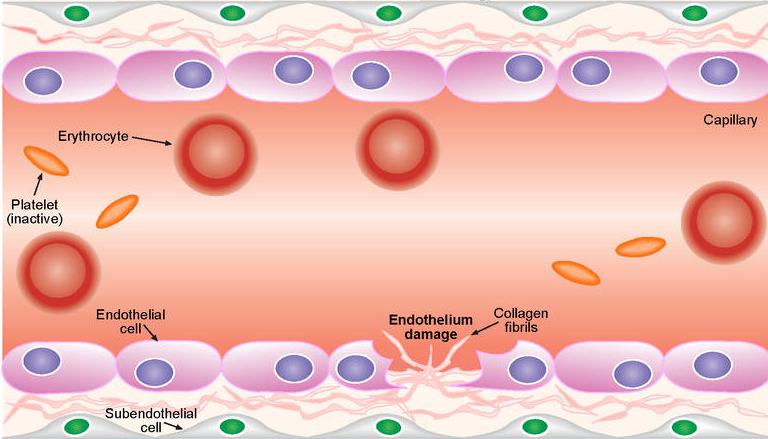 Capillary
Erythrocyte
Platelet
(inactive)
Endothelial
cell
Endothelium
damage
Collagen
fibrils
Subendothelial
cell